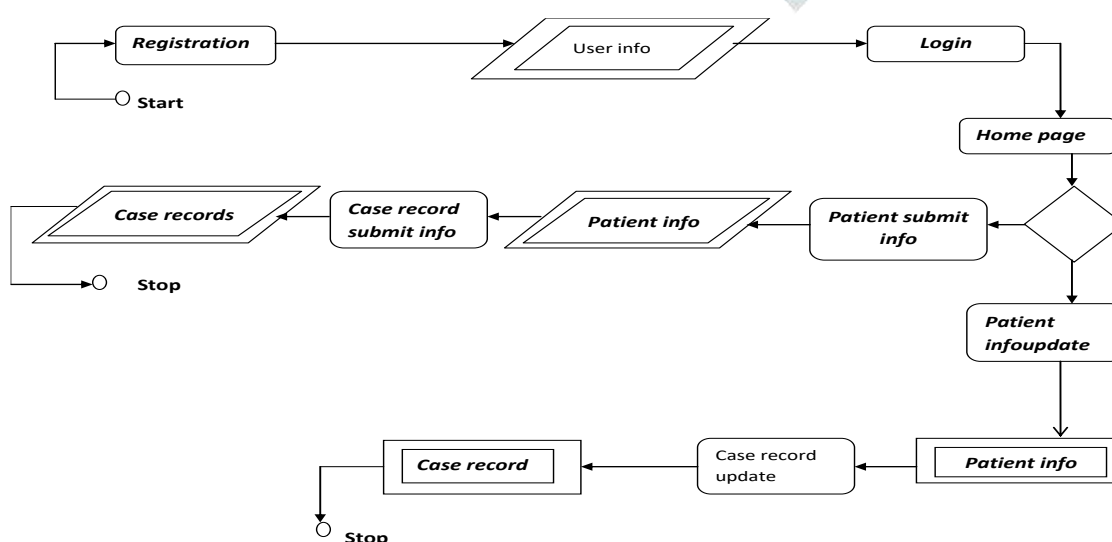 Registration
User info
Login
Start
Home page
Case records
Case record
submit info
Patient info
Patient submit
info
Stop
Patient
infoupdate
Case record
Case record
update
Patient info
Stop